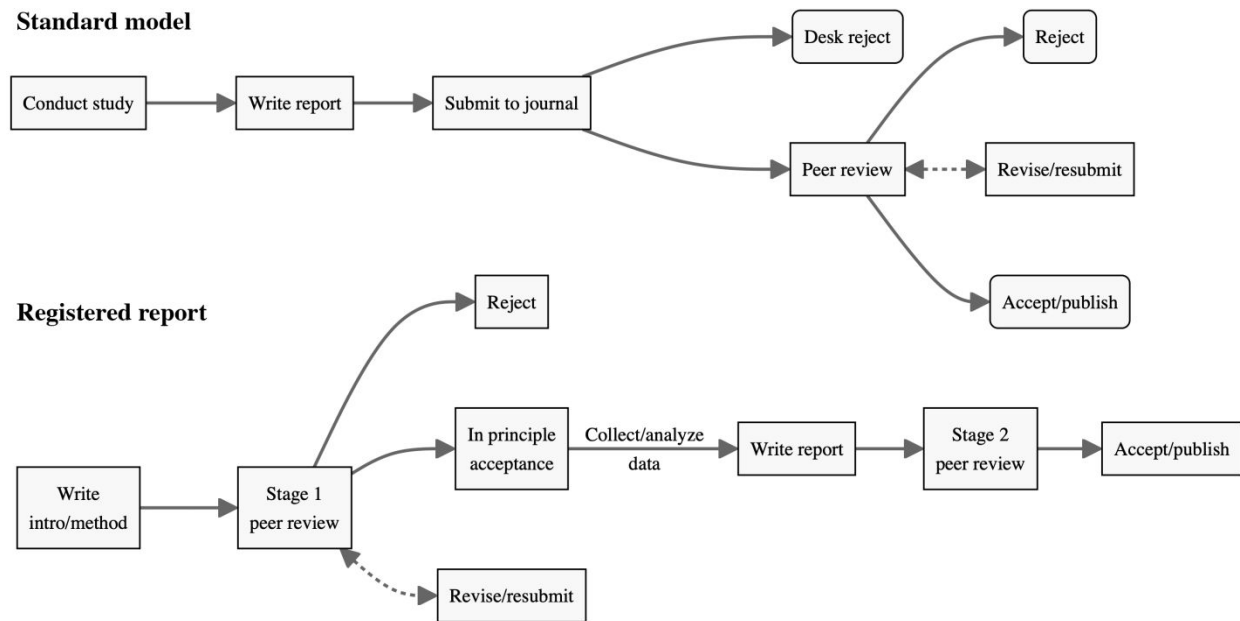 Standard model
Desk reject
Reject
Conduct study
Write report
Submit to journal
Peer review
Revise/resubmit
Accept/publish
Registered report
Reject
In principle
acceptance
Collect/analyze
data
Write report
Stage 2
peer review
Accept/publish
Write
intro/method
Stage 1
peer review
Revise/resubmit